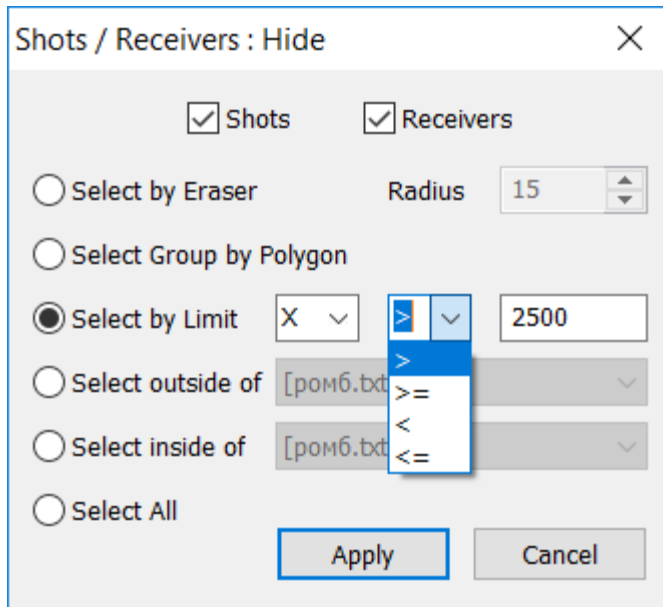 Shots / Receivers : Hide
Shots Receivers
Select by Eraser Radius 15
Select Group by Polygon
Select by Limit X > 2500
>
Select outside of [ромб.txt
>=
<
Select inside of [ромб.txt
<=
Select All
Apply Cancel